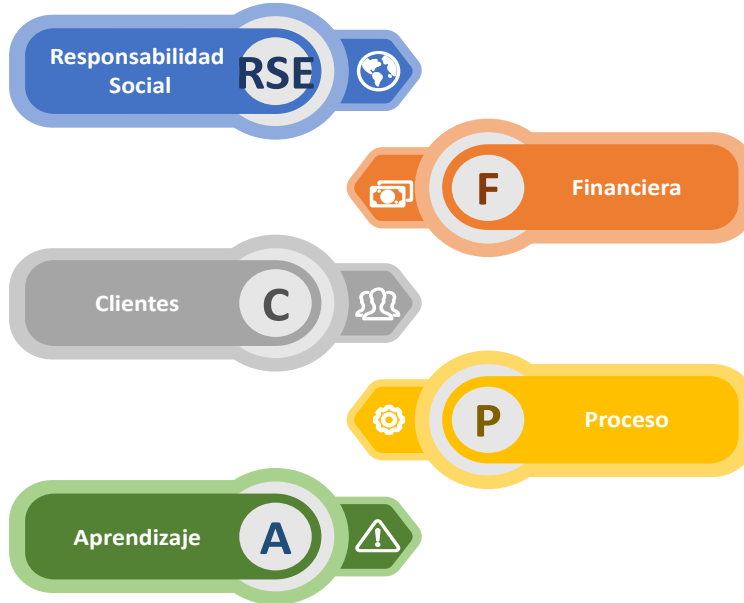 Responsabilidad
Social
RSE
F
Financiera
Clientes
C
P
Proceso
Aprendizaje
A